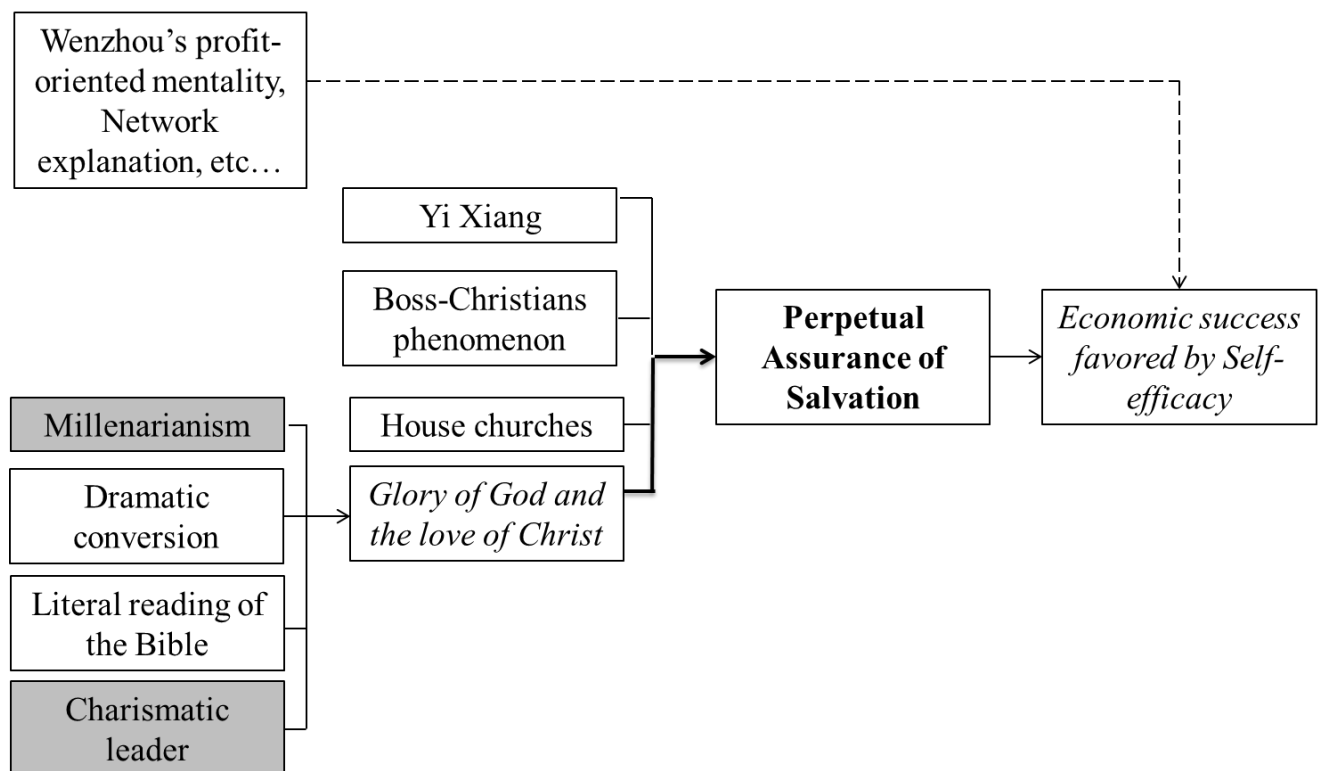 Wenzhou’s profit-
oriented mentality,
Network
explanation, etc…
Yi Xiang
Boss-Christians
phenomenon
House churches
Glory of God and
the love of Christ
Millenarianism
Dramatic
conversion
Literal reading of
the Bible
Charismatic
leader
Perpetual
Assurance of
Salvation
Economic success
favored by Self-
efficacy